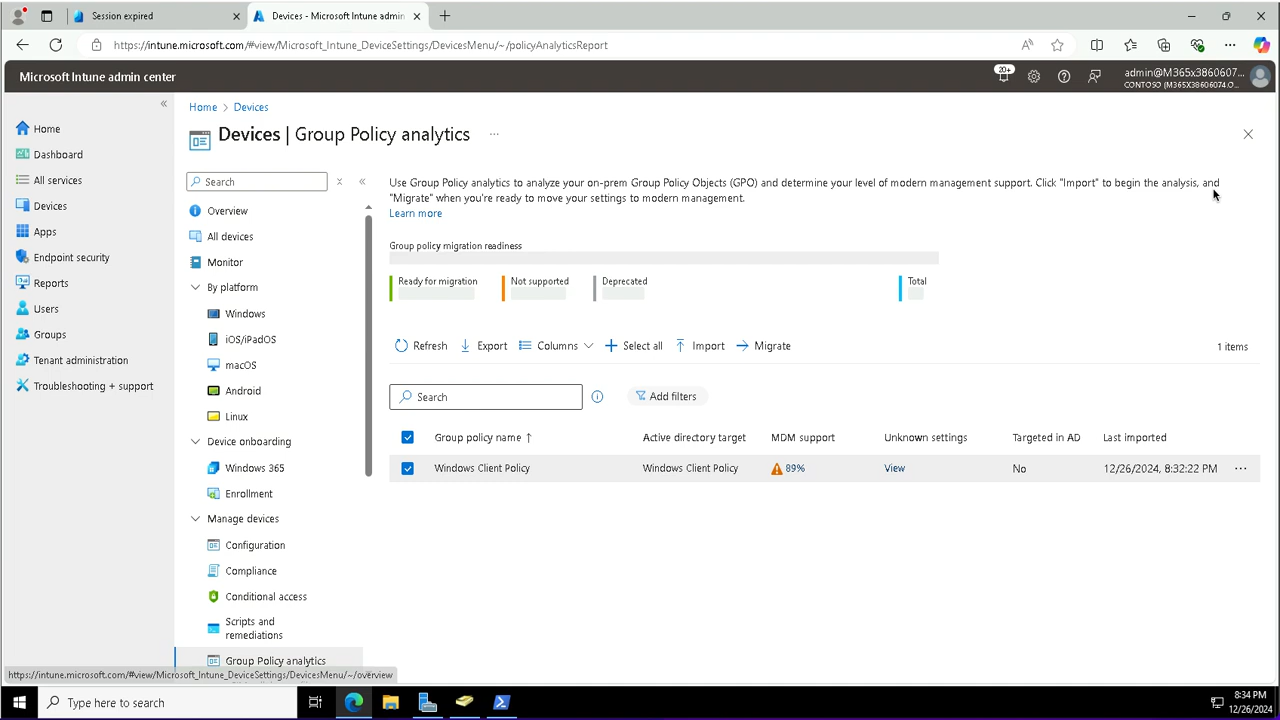 Session expired
Devices - Microsoft Intune admin
https://intune.microsoft.com/#view/Microsoft_Intune_DeviceSettings/DevicesMenu/~/policyAnalyticsReport
Microsoft Intune admin center
20+
admin@M365x3860607...
CONTOSO (M365X38606074.O...
Home > Devices
Devices | Group Policy analytics
Home
Dashboard
All services
Devices
Apps
Endpoint security
Reports
Users
Groups
Tenant administration
Troubleshooting + support
Search
Overview
All devices
Monitor
By platform
Windows
iOS/iPadOS
macOS
Android
Linux
Device onboarding
Windows 365
Enrollment
Manage devices
Configuration
Compliance
Conditional access
Scripts and
remediations
Group Policy analytics
Use Group Policy analytics to analyze your on-prem Group Policy Objects (GPO) and determine your level of modern management support. Click "Import" to begin the analysis, and
"Migrate" when you're ready to move your settings to modern management.
Learn more
Group policy migration readiness
Ready for migration Not supported Deprecated Total
Refresh Export Columns Select all Import Migrate 1 items
Search Add filters
Group policy name ↑ Active directory target MDM support Unknown settings Targeted in AD Last imported
Windows Client Policy Windows Client Policy 89% View No 12/26/2024, 8:32:22 PM ...
https://intune.microsoft.com/#view/Microsoft_Intune_DeviceSettings/DevicesMenu/~/overview
Type here to search
8:34 PM
12/26/2024